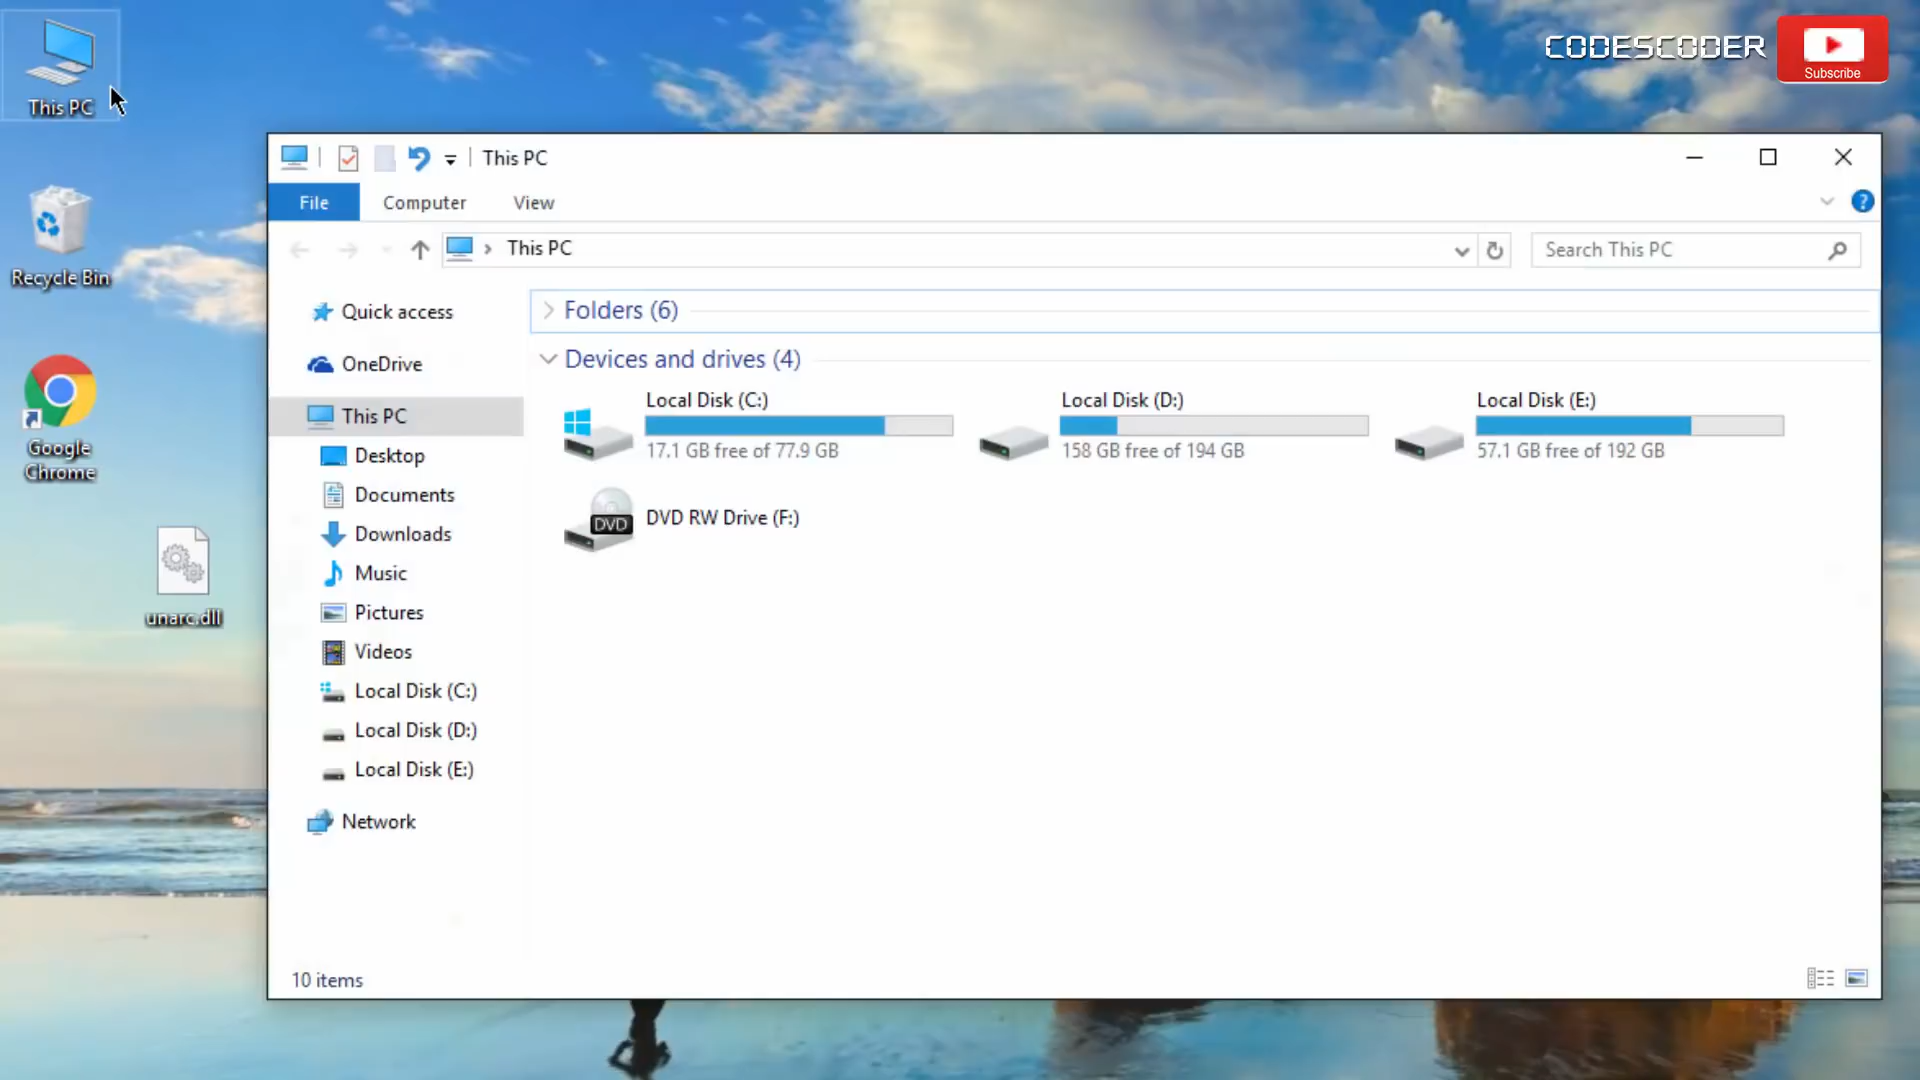 CODESCODER
Subscribe
This PC
Recycle Bin
Google
Chrome
unarc.dll
This PC
File
Computer
View
?
This PC
Search This PC
Quick access
OneDrive
This PC
Desktop
Documents
Downloads
Music
Pictures
Videos
Local Disk (C:)
Local Disk (D:)
Local Disk (E:)
Network
Folders (6)
Devices and drives (4)
Local Disk (C:)
17.1 GB free of 77.9 GB
Local Disk (D:)
158 GB free of 194 GB
Local Disk (E:)
57.1 GB free of 192 GB
DVD
DVD RW Drive (F:)
10 items